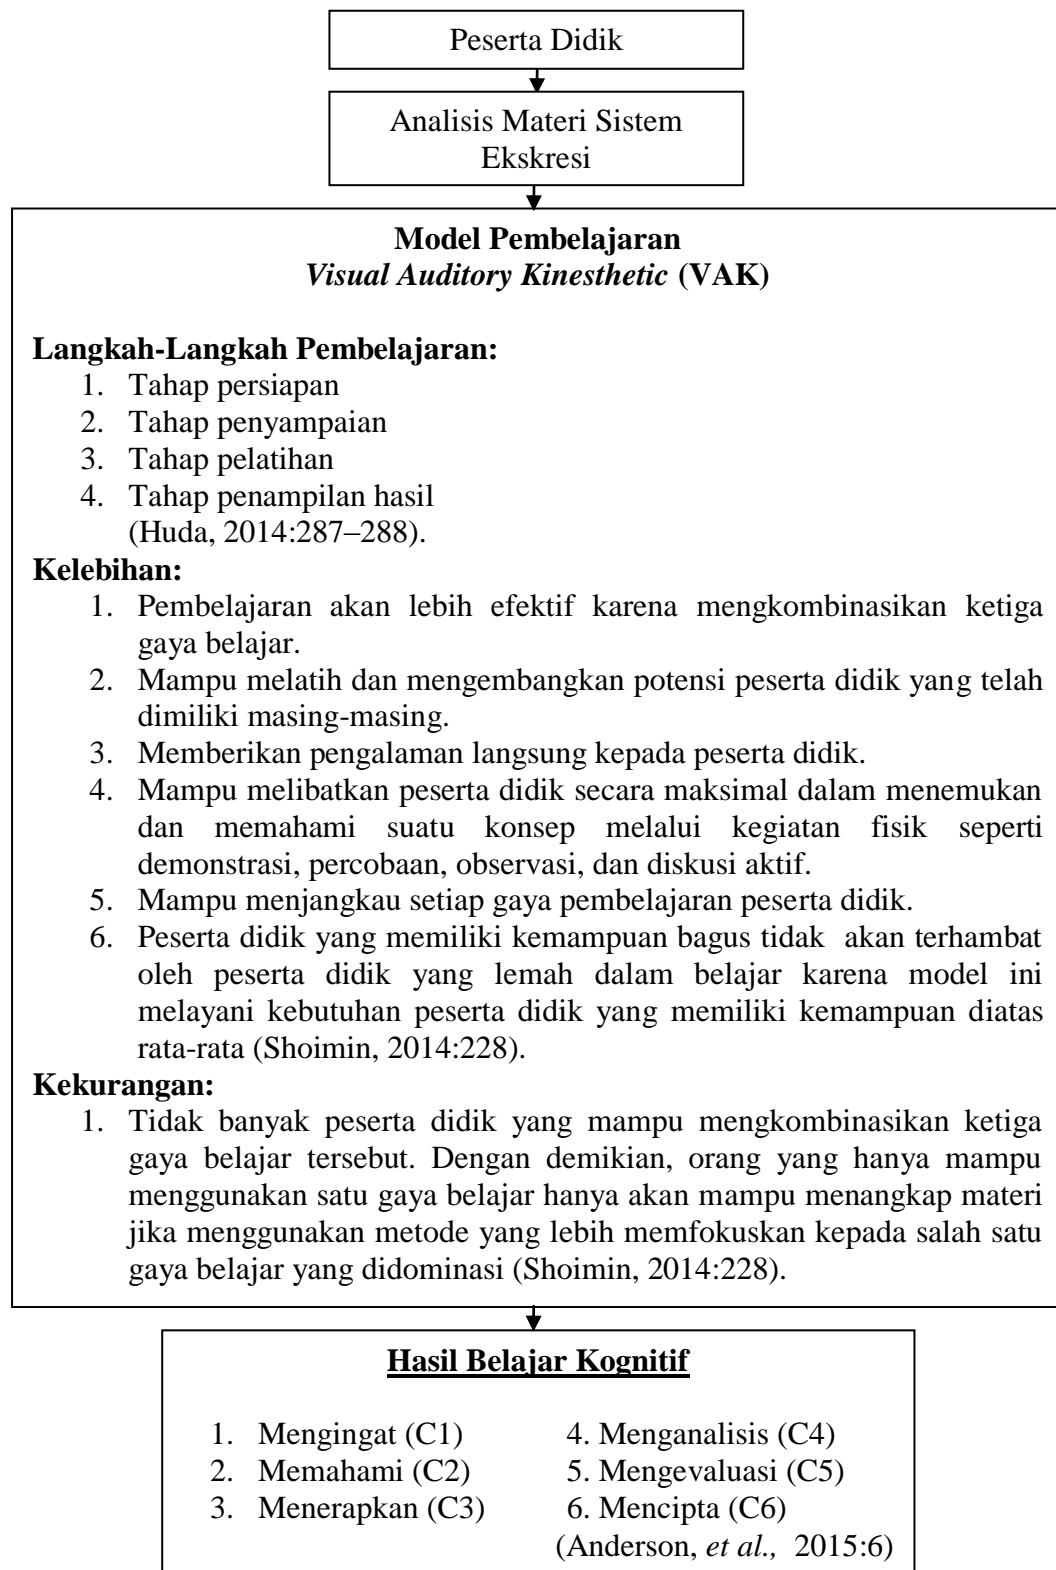 Peserta Didik
Analisis Materi Sistem
Ekskresi
Model Pembelajaran
Visual Auditory Kinesthetic (VAK)
Langkah-Langkah Pembelajaran:
1. Tahap persiapan
2. Tahap penyampaian
3. Tahap pelatihan
4. Tahap penampilan hasil
(Huda, 2014:287–288).
Kelebihan:
1. Pembelajaran akan lebih efektif karena mengkombinasikan ketiga
gaya belajar.
2. Mampu melatih dan mengembangkan potensi peserta didik yang telah
dimiliki masing-masing.
3. Memberikan pengalaman langsung kepada peserta didik.
4. Mampu melibatkan peserta didik secara maksimal dalam menemukan
dan memahami suatu konsep melalui kegiatan fisik seperti
demonstrasi, percobaan, observasi, dan diskusi aktif.
5. Mampu menjangkau setiap gaya pembelajaran peserta didik.
6. Peserta didik yang memiliki kemampuan bagus tidak akan terhambat
oleh peserta didik yang lemah dalam belajar karena model ini
melayani kebutuhan peserta didik yang memiliki kemampuan diatas
rata-rata (Shoimin, 2014:228).
Kekurangan:
1. Tidak banyak peserta didik yang mampu mengkombinasikan ketiga
gaya belajar tersebut. Dengan demikian, orang yang hanya mampu
menggunakan satu gaya belajar hanya akan mampu menangkap materi
jika menggunakan metode yang lebih memfokuskan kepada salah satu
gaya belajar yang didominasi (Shoimin, 2014:228).
Hasil Belajar Kognitif
1. Mengingat (C1)
2. Memahami (C2)
3. Menerapkan (C3)
4. Menganalisis (C4)
5. Mengevaluasi (C5)
6. Mencipta (C6)
(Anderson, et al., 2015:6)